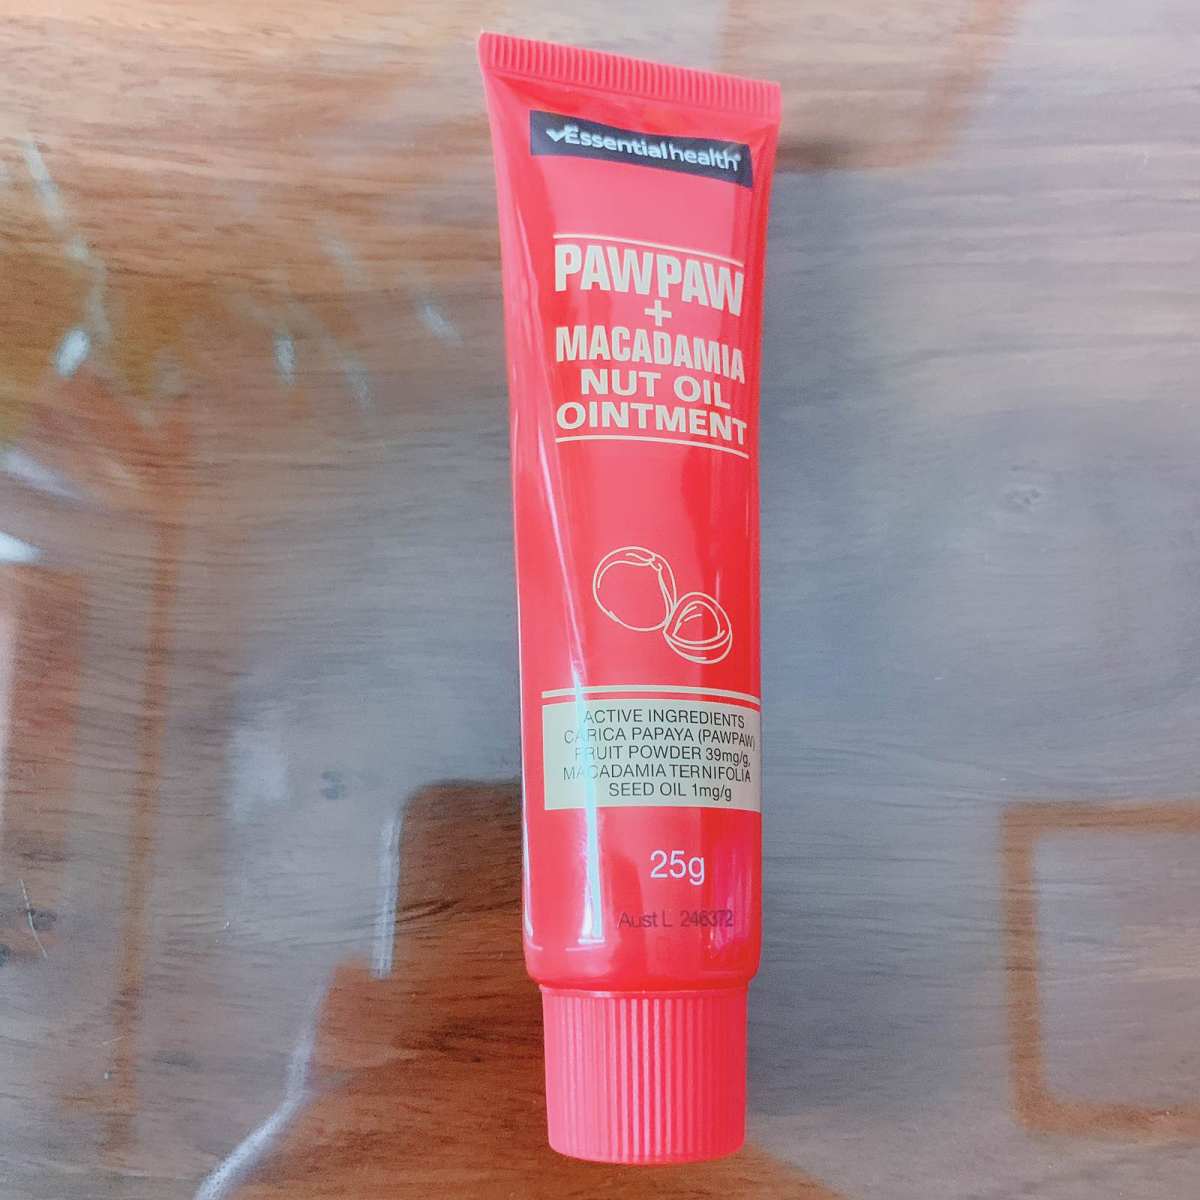 Essential health
PAWPAW
+
MACADAMIA
NUT OIL
OINTMENT
ACTIVE INGREDIENTS
CARICA PAPAYA (PAWPAW)
FRUIT POWDER 39mg/g,
MACADAMIA TERNIFOLIA
SEED OIL 1mg/g
25g
Aust L 246372